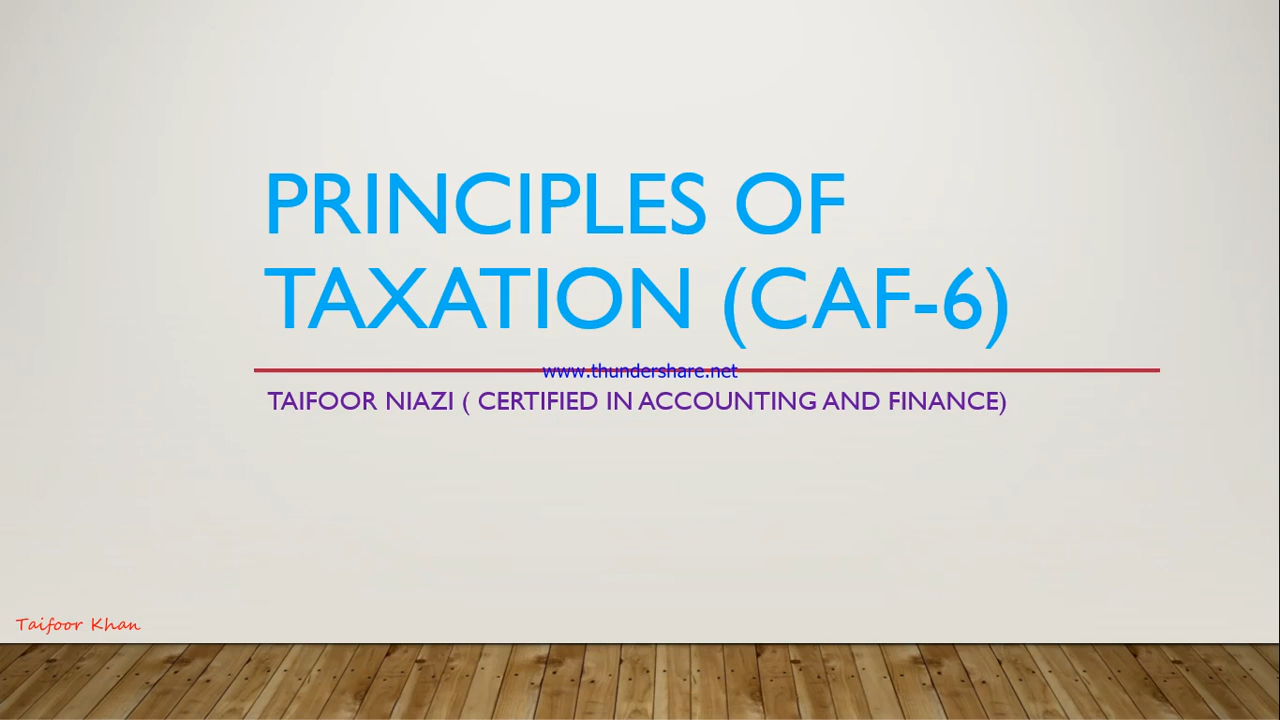 PRINCIPLES OF
TAXATION (CAF-6)
www.thundershare.net
TAIFOOR NIAZI ( CERTIFIED IN ACCOUNTING AND FINANCE)
Taifoor Khan